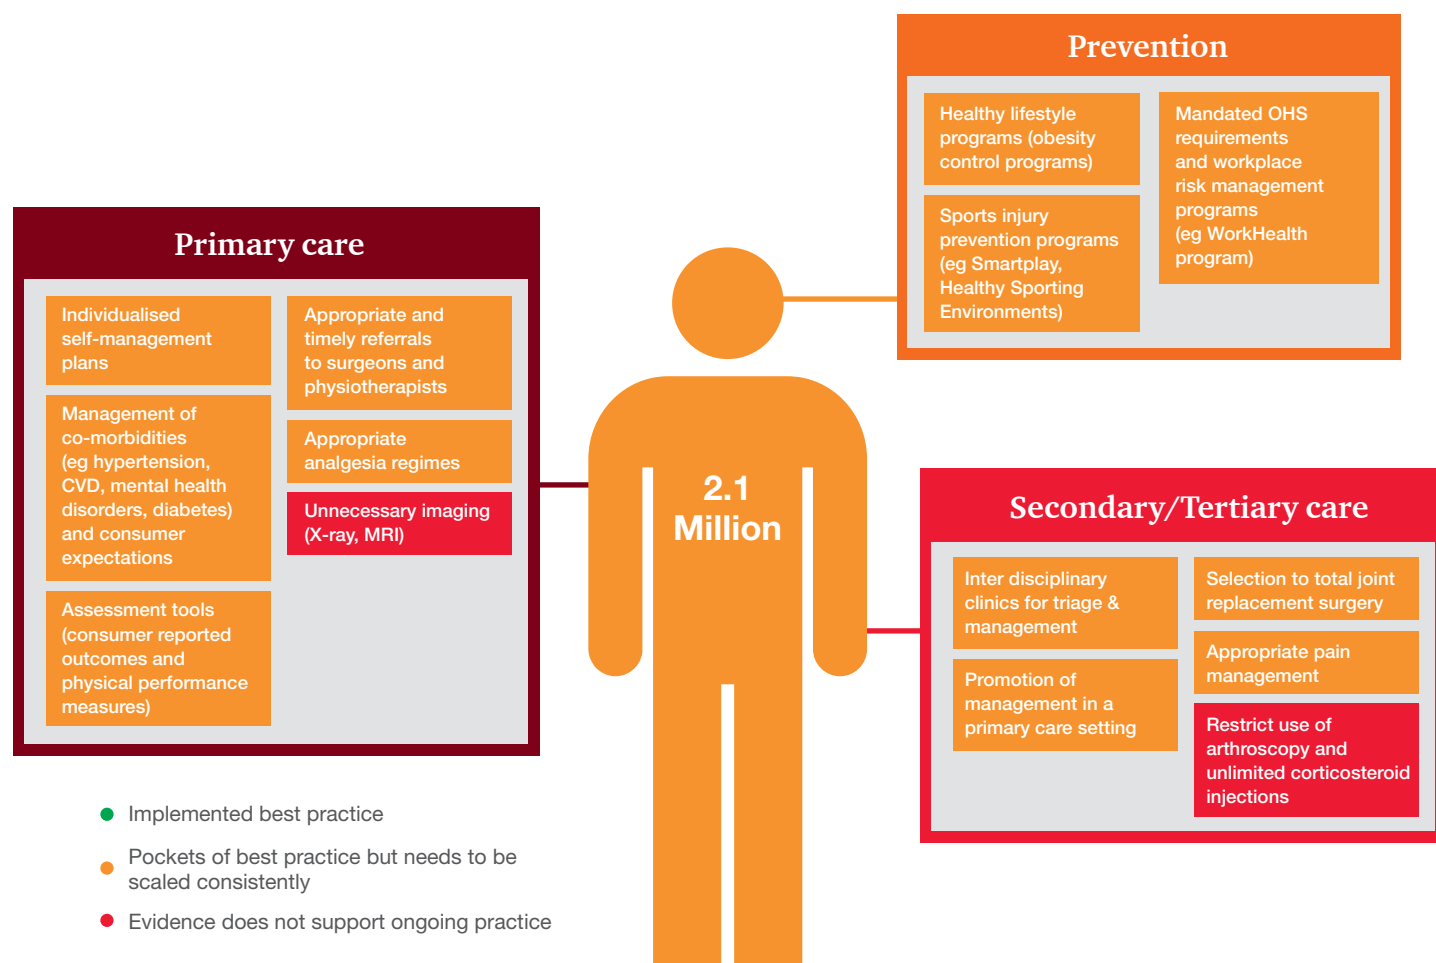 Prevention
Healthy lifestyle
programs (obesity
control programs)
Sports injury
prevention programs
(eg Smartplay,
Healthy Sporting
Environments)
Mandated OHS
requirements
and workplace
risk management
programs
(eg WorkHealth
program)
Primary care
Individualised
self-management
plans
Management of
co-morbidities
(eg hypertension,
CVD, mental health
disorders, diabetes)
and consumer
expectations
Assessment tools
(consumer reported
outcomes and
physical performance
measures)
Appropriate and
timely referrals
to surgeons and
physiotherapists
Appropriate
analgesia regimes
Unnecessary imaging
(X-ray, MRI)
2.1
Million
Secondary/Tertiary care
Inter disciplinary
clinics for triage &
management
Promotion of
management in a
primary care setting
Selection to total joint
replacement surgery
Appropriate pain
management
Restrict use of
arthroscopy and
unlimited corticosteroid
injections
Implemented best practice
Pockets of best practice but needs to be
scaled consistently
Evidence does not support ongoing practice